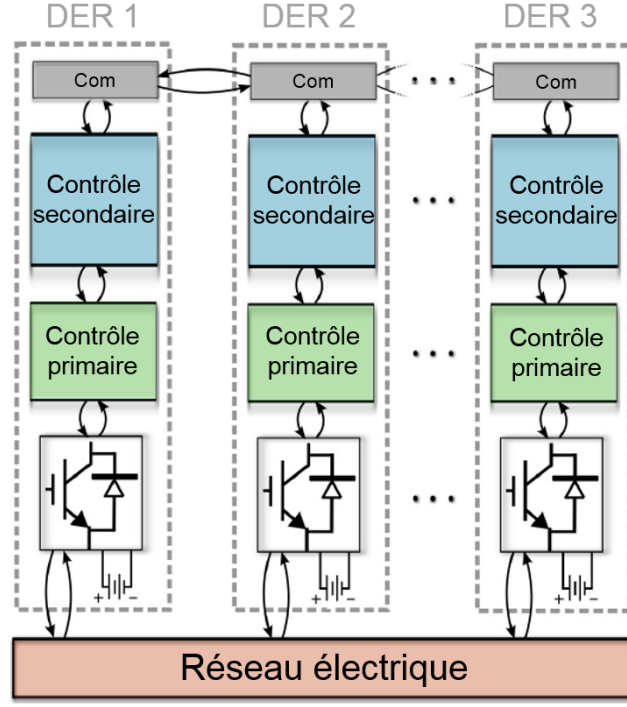 DER 1 DER 2 DER 3
Com Com Com
Contrôle secondaire Contrôle secondaire Contrôle secondaire
Contrôle primaire Contrôle primaire Contrôle primaire
+ - + - + -
Réseau électrique